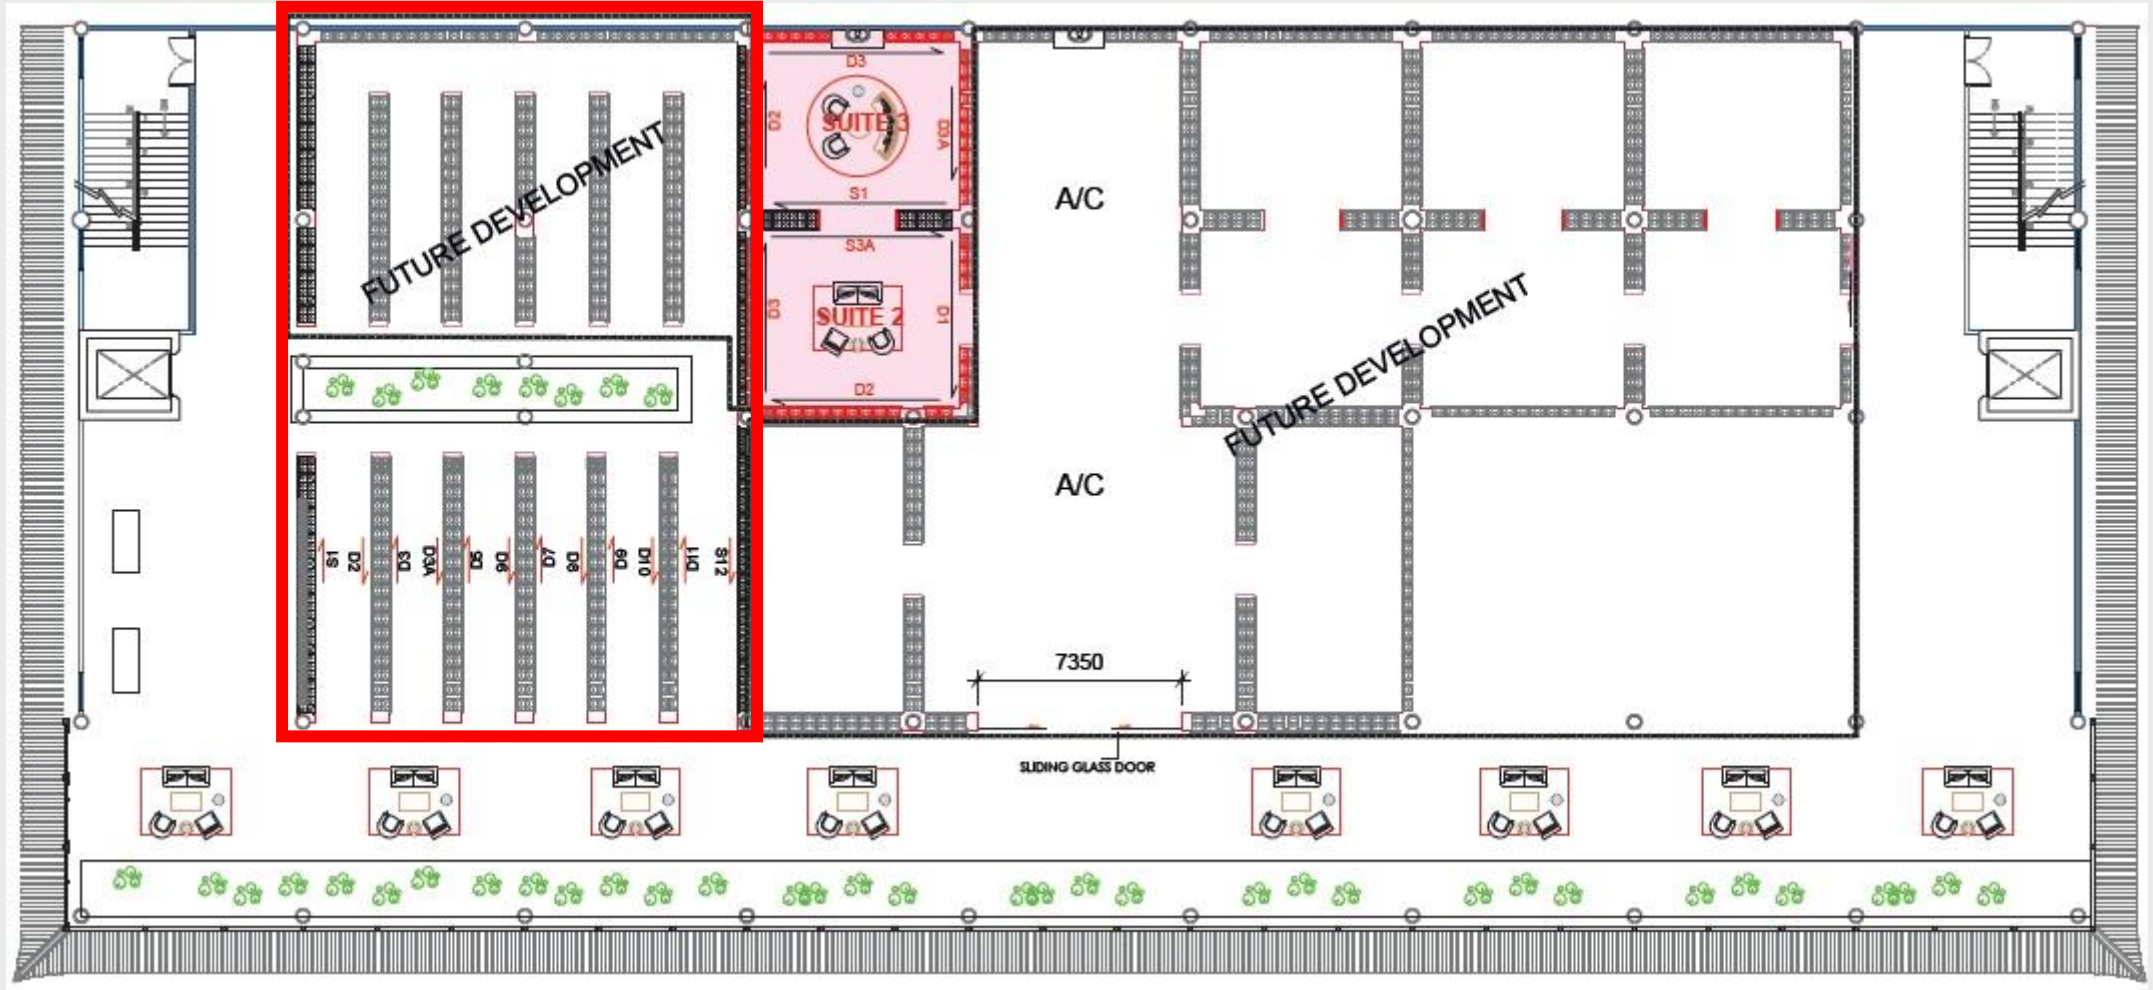 D3
D2
SUITE 3
D3A
S1
S3A
D3
SUITE 2
D1
D2
FUTURE DEVELOPMENT
A/C
FUTURE DEVELOPMENT
A/C
S1
D2
D3
D3A
D5
D6
D7
D8
D9
D10
D11
S12
7350
SLIDING GLASS DOOR